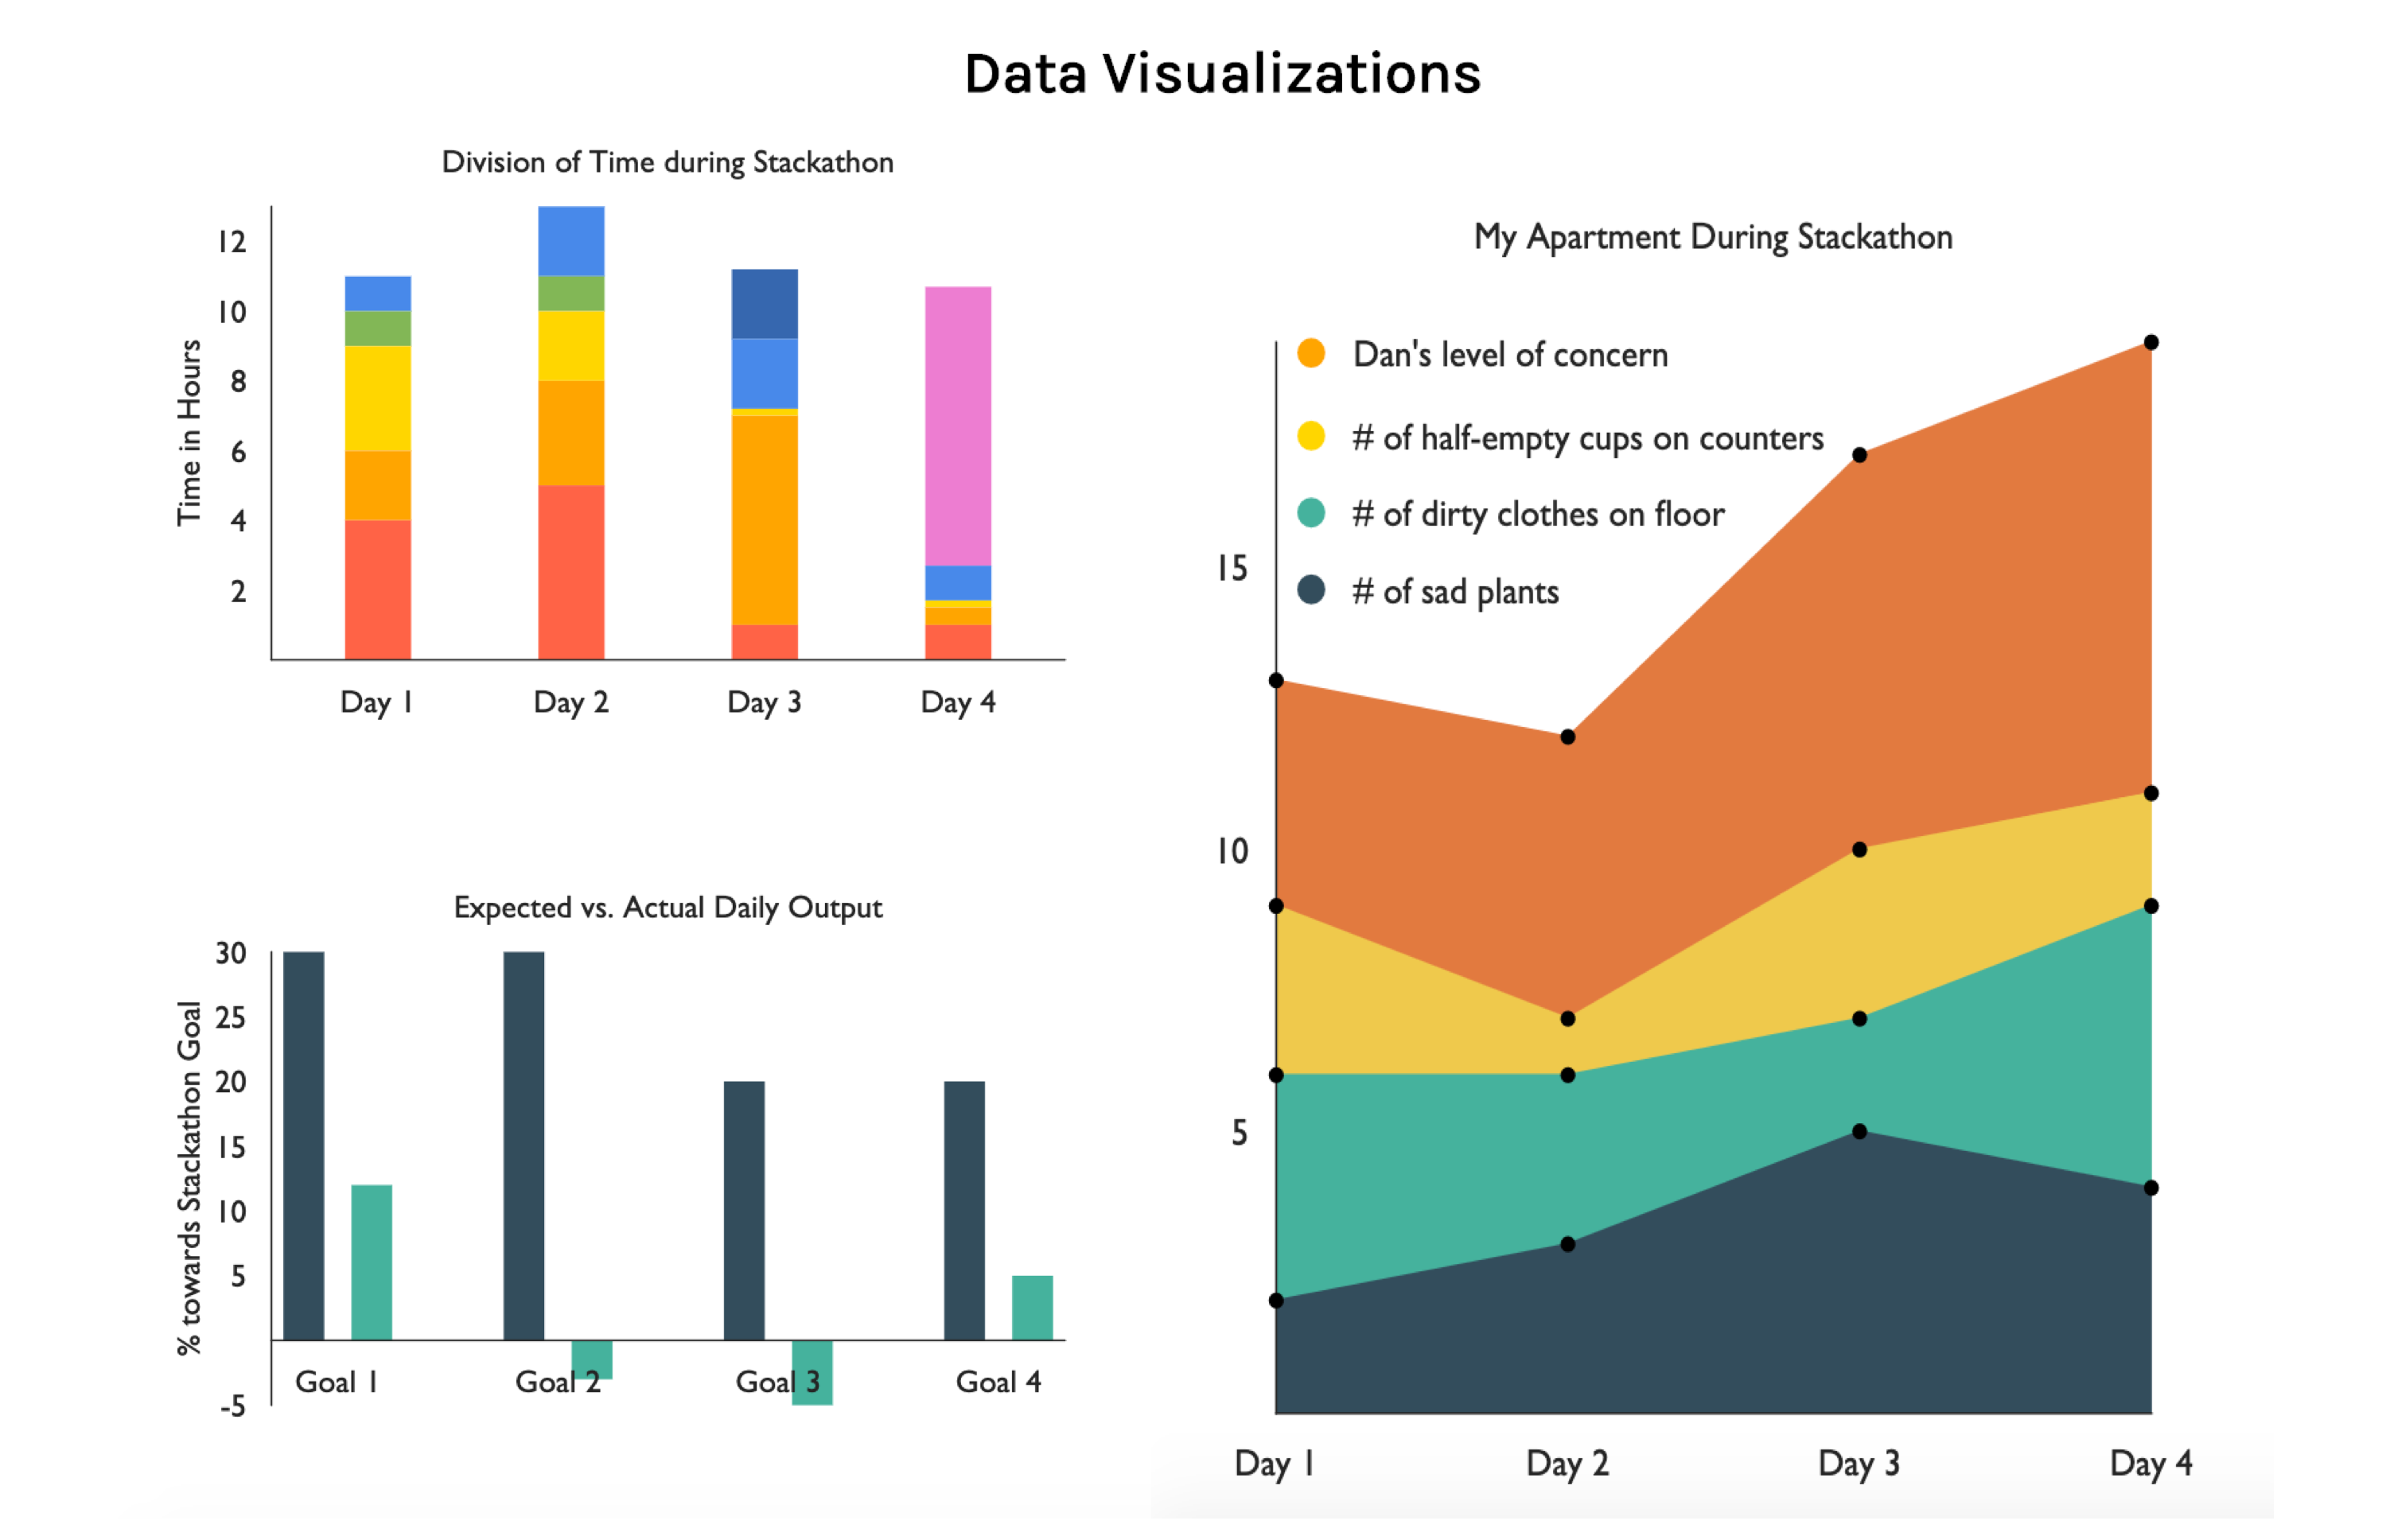 Data Visualizations
Division of Time during Stackathon
Time in Hours
12
10
8
6
4
2
Day 1
Day 2
Day 3
Day 4
Expected vs. Actual Daily Output
% towards Stackathon Goal
30
25
20
15
10
5
-5
Goal 1
Goal 2
Goal 3
Goal 4
My Apartment During Stackathon
Dan's level of concern
# of half-empty cups on counters
# of dirty clothes on floor
# of sad plants
15
10
5
Day 1
Day 2
Day 3
Day 4